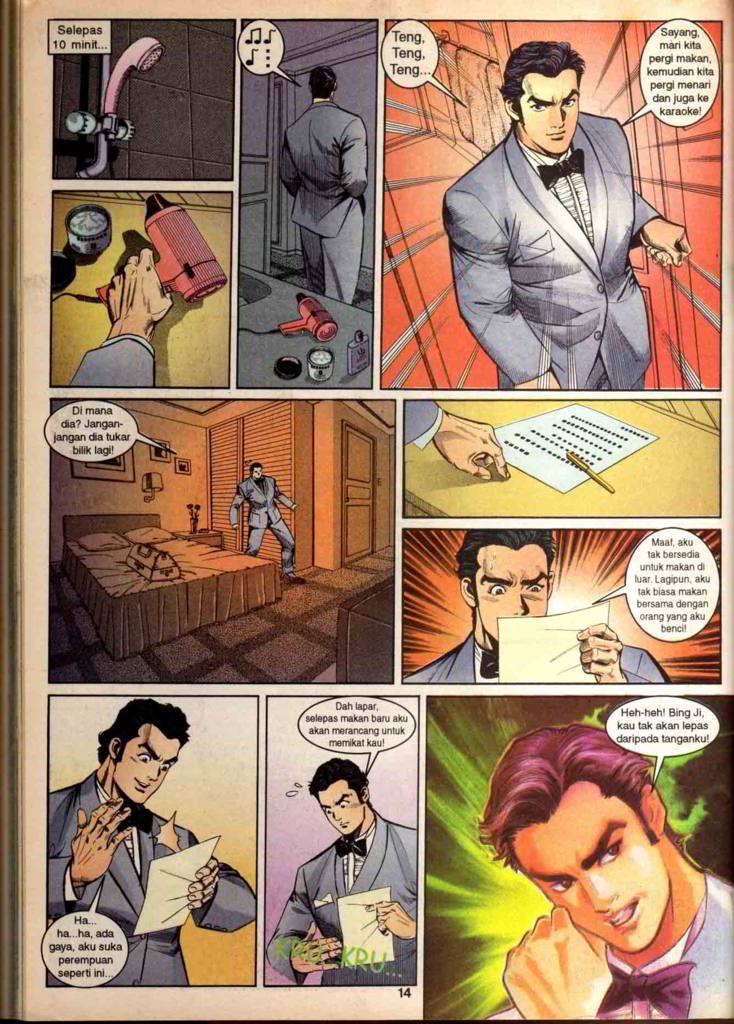 Selepas
10 minit...
Teng,
Teng,
Teng...
Sayang,
mari kita
pergi makan,
kemudian kita
pergi menari
dan juga ke
karaoke!
Di mana
dia? Jangan-
jangan dia tukar
bilik lagi!
Maaf, aku
tak bersedia
untuk makan di
luar. Lagipun, aku
tak biasa makan
bersama dengan
orang yang aku
benci!
Ha...
ha...ha, ada
gaya, aku suka
perempuan
seperti ini...
Dah lapar,
selepas makan baru aku
akan merancang untuk
memikat kau!
KRU...KRU...
Heh-heh! Bing Ji,
kau tak akan lepas
daripada tanganku!
14